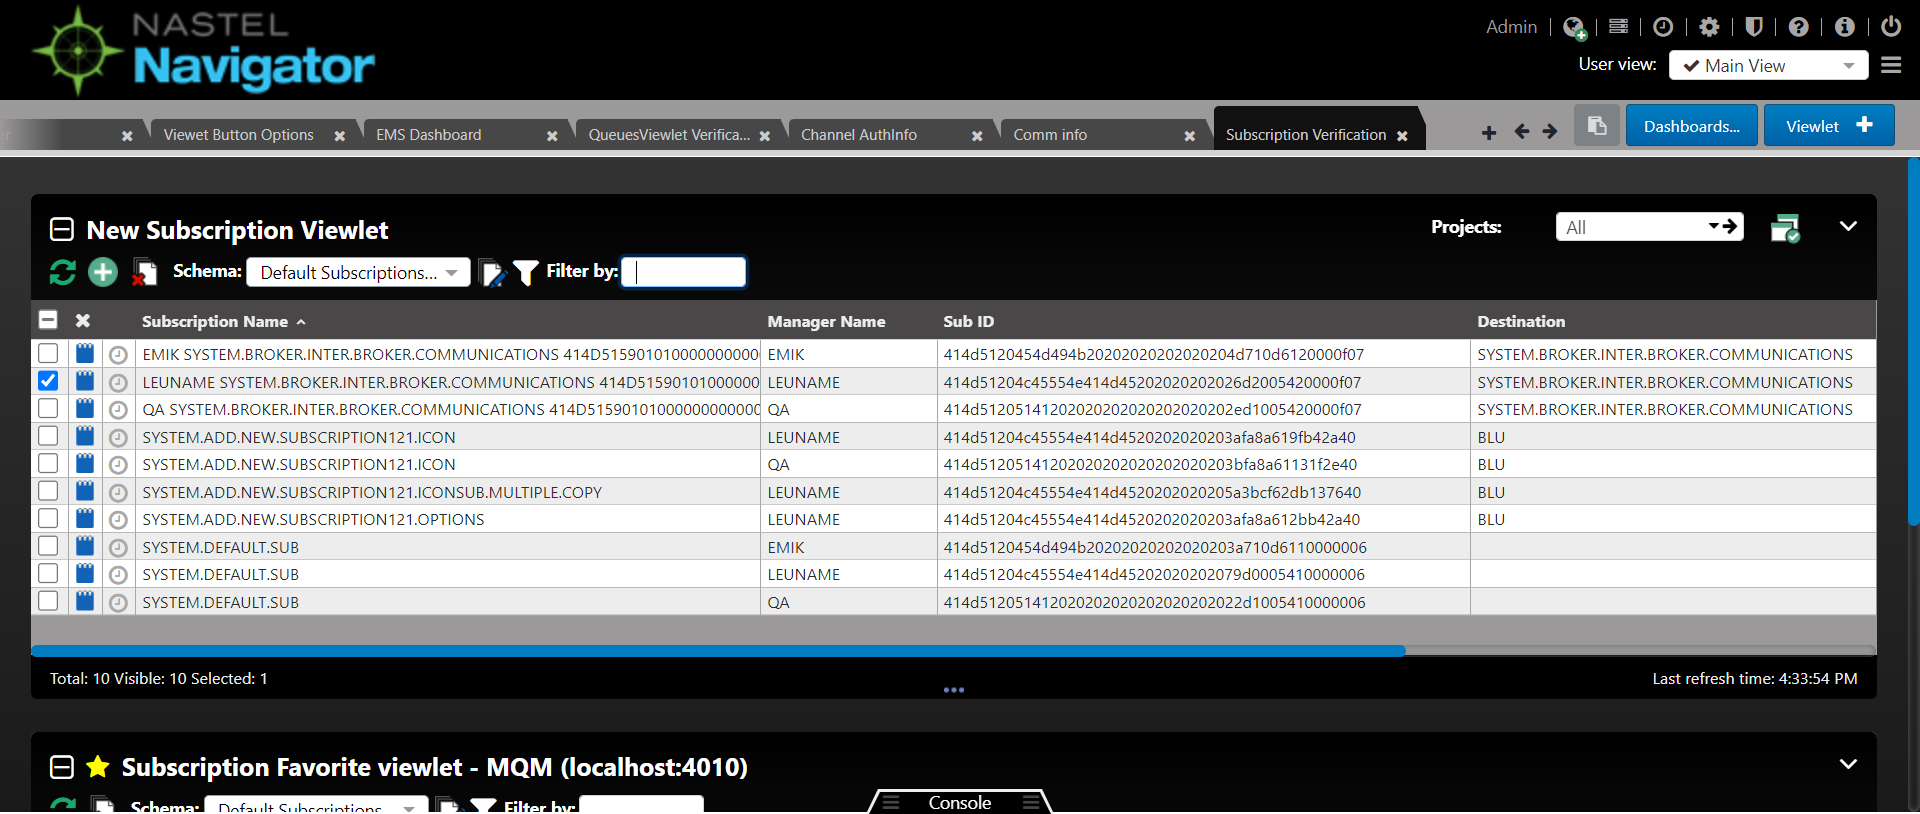 NASTEL
Navigator
Admin
User view: Main View
r
Viewet Button Options
EMS Dashboard
QueuesViewlet Verifica...
Channel AuthInfo
Comm info
Subscription Verification
Dashboards...
Viewlet
New Subscription Viewlet
Projects: All
Schema: Default Subscriptions... Filter by:
Subscription Name Manager Name Sub ID Destination
EMIK SYSTEM.BROKER.INTER.BROKER.COMMUNICATIONS 414D515901010000000000 EMIK 414d5120454d494b20202020202020204d710d6120000f07 SYSTEM.BROKER.INTER.BROKER.COMMUNICATIONS
LEUNAME SYSTEM.BROKER.INTER.BROKER.COMMUNICATIONS 414D51590101000000 LEUNAME 414d51204c45554e414d45202020202026d2005420000f07 SYSTEM.BROKER.INTER.BROKER.COMMUNICATIONS
QA SYSTEM.BROKER.INTER.BROKER.COMMUNICATIONS 414D51590101000000000000 QA 414d5120514120202020202020202020202ed1005420000f07 SYSTEM.BROKER.INTER.BROKER.COMMUNICATIONS
SYSTEM.ADD.NEW.SUBSCRIPTION121.ICON LEUNAME 414d51204c45554e414d4520202020203afa8a619fb42a40 BLU
SYSTEM.ADD.NEW.SUBSCRIPTION121.ICON QA 414d512051412020202020202020202020203bfa8a61131f2e40 BLU
SYSTEM.ADD.NEW.SUBSCRIPTION121.ICONSUB.MULTIPLE.COPY LEUNAME 414d51204c45554e414d4520202020205a3bcf62db137640 BLU
SYSTEM.ADD.NEW.SUBSCRIPTION121.OPTIONS LEUNAME 414d51204c45554e414d4520202020203afa8a612bb42a40 BLU
SYSTEM.DEFAULT.SUB EMIK 414d5120454d494b20202020202020203a710d6110000006
SYSTEM.DEFAULT.SUB LEUNAME 414d51204c45554e414d45202020202079d0005410000006
SYSTEM.DEFAULT.SUB QA 414d51205141202020202020202020202022d1005410000006
Total: 10 Visible: 10 Selected: 1
Last refresh time: 4:33:54 PM
Subscription Favorite viewlet - MQM (localhost:4010)
Schema: Default Subscriptions... Filter by:
Console